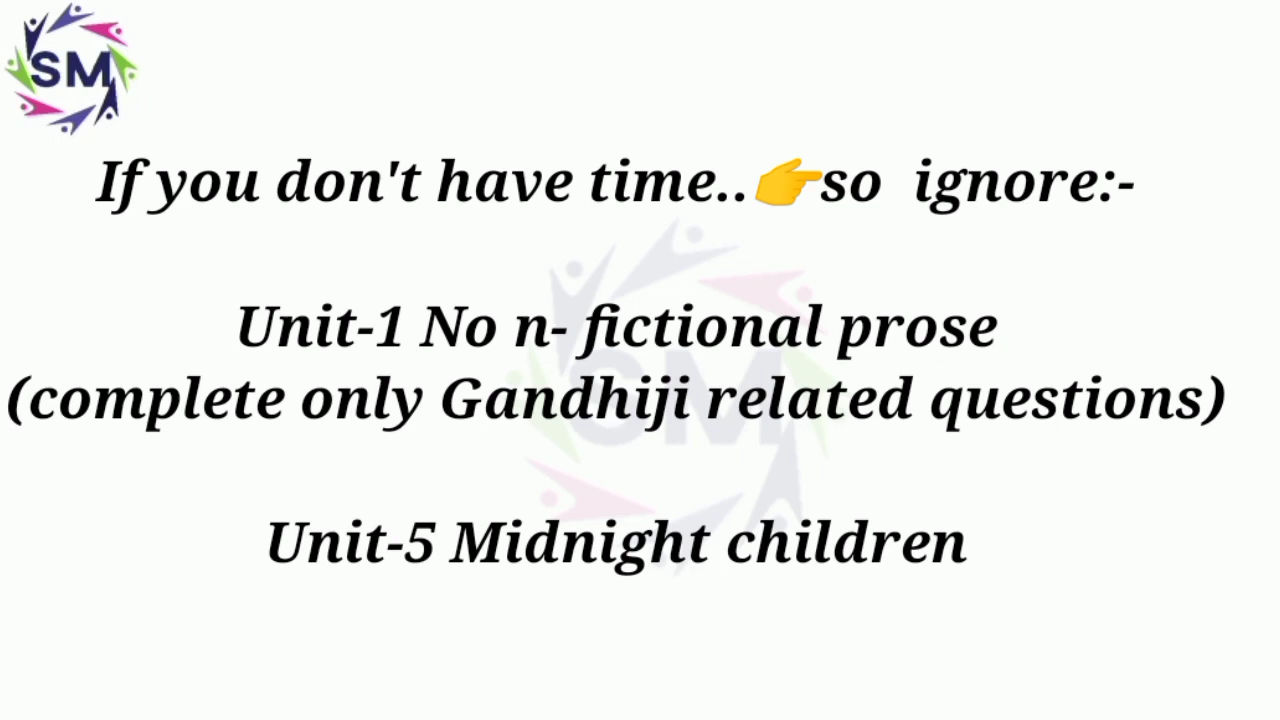 SM
If you don't have time..👉so ignore:-
Unit-1 No n- fictional prose
(complete only Gandhiji related questions)
SM
Unit-5 Midnight children